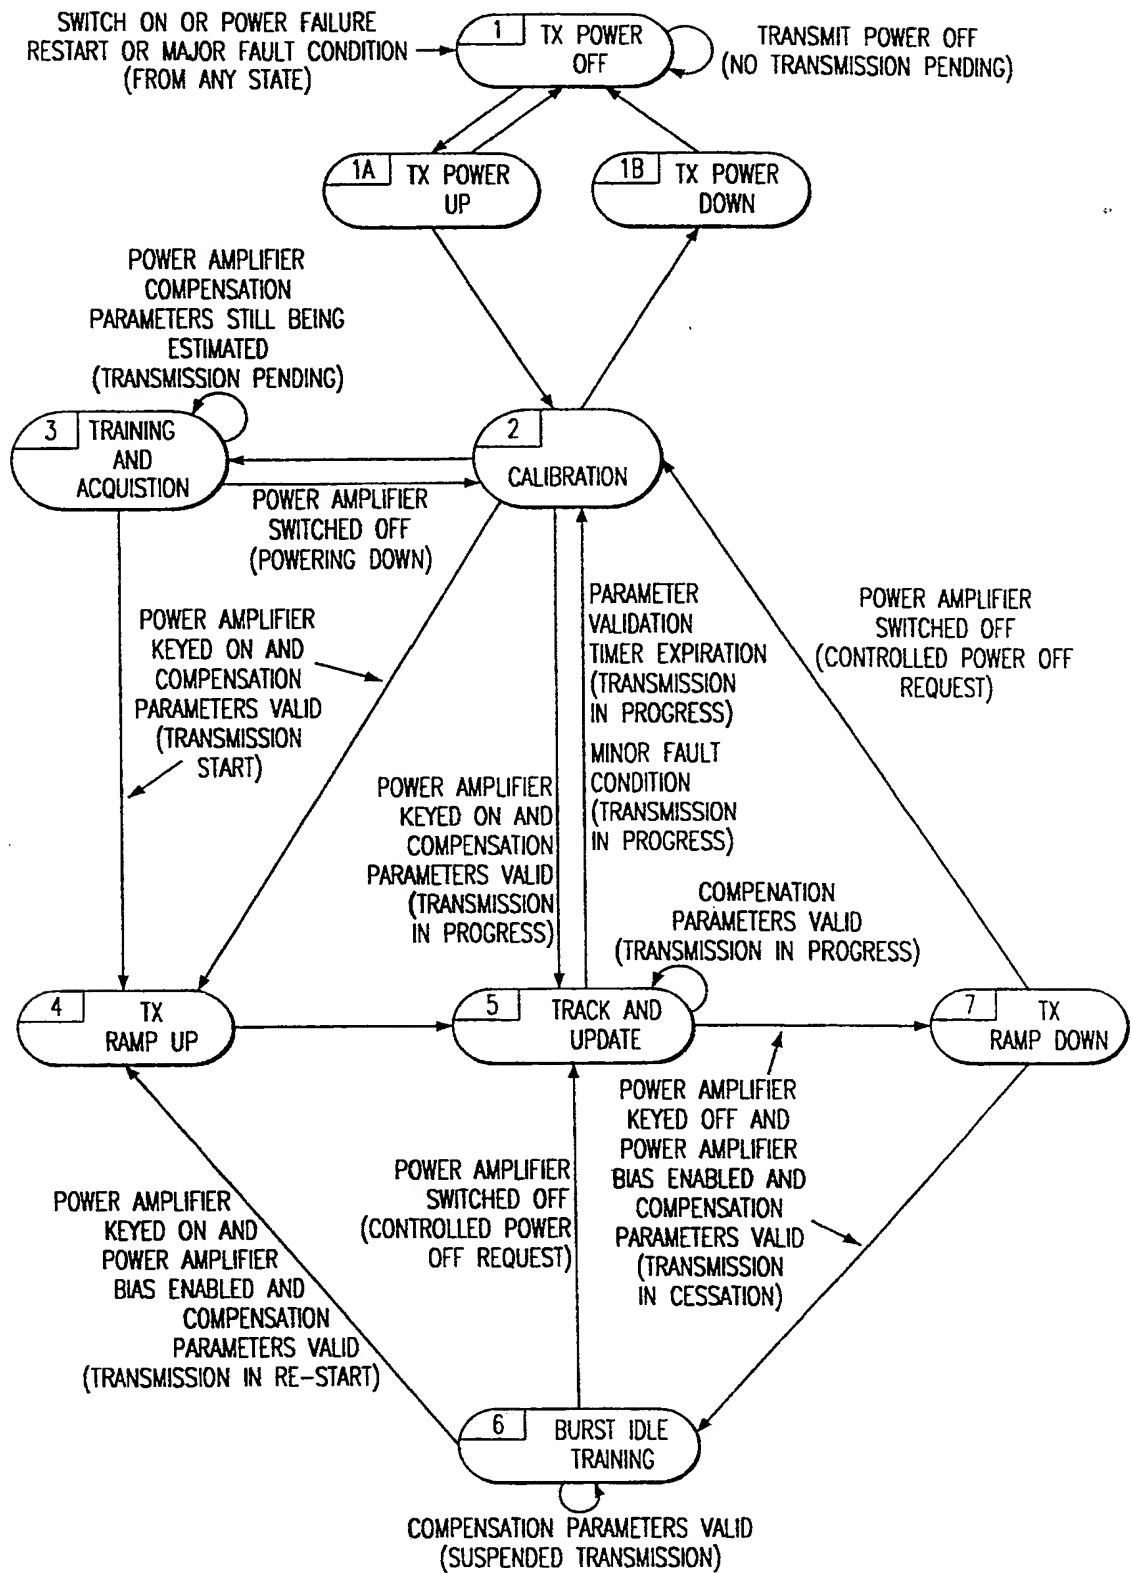 SWITCH ON OR POWER FAILURE
RESTART OR MAJOR FAULT CONDITION
(FROM ANY STATE)
1 TX POWER
OFF
TRANSMIT POWER OFF
(NO TRANSMISSION PENDING)
1A TX POWER
UP
1B TX POWER
DOWN
POWER AMPLIFIER
COMPENSATION
PARAMETERS STILL BEING
ESTIMATED
(TRANSMISSION PENDING)
3 TRAINING
AND
ACQUISTION
2
CALIBRATION
POWER AMPLIFIER
SWITCHED OFF
(POWERING DOWN)
POWER AMPLIFIER
KEYED ON AND
COMPENSATION
PARAMETERS VALID
(TRANSMISSION
START)
PARAMETER
VALIDATION
TIMER EXPIRATION
(TRANSMISSION
IN PROGRESS)
MINOR FAULT
CONDITION
(TRANSMISSION
IN PROGRESS)
POWER AMPLIFIER
SWITCHED OFF
(CONTROLLED POWER OFF
REQUEST)
POWER AMPLIFIER
KEYED ON AND
COMPENSATION
PARAMETERS VALID
(TRANSMISSION
IN PROGRESS)
COMPENATION
PARAMETERS VALID
(TRANSMISSION IN PROGRESS)
4 TX
RAMP UP
5 TRACK AND
UPDATE
7 TX
RAMP DOWN
POWER AMPLIFIER
KEYED OFF AND
POWER AMPLIFIER
BIAS ENABLED AND
COMPENSATION
PARAMETERS VALID
(TRANSMISSION
IN CESSATION)
POWER AMPLIFIER
SWITCHED OFF
(CONTROLLED POWER
OFF REQUEST)
POWER AMPLIFIER
KEYED ON AND
POWER AMPLIFIER
BIAS ENABLED AND
COMPENSATION
PARAMETERS VALID
(TRANSMISSION IN RE-START)
6 BURST IDLE
TRAINING
COMPENSATION PARAMETERS VALID
(SUSPENDED TRANSMISSION)